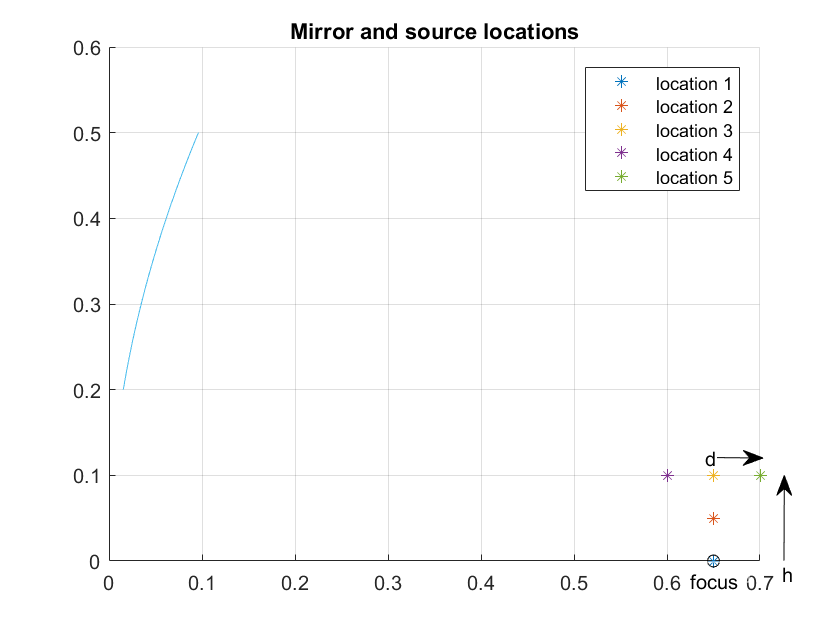 Mirror and source locations
0.6
location 1
location 2
0.5
location 3
location 4
location 5
0.4
0.3
0.2
d
0.1
0
0 0.1 0.2 0.3 0.4 0.5 0.6 focus 0.7 h